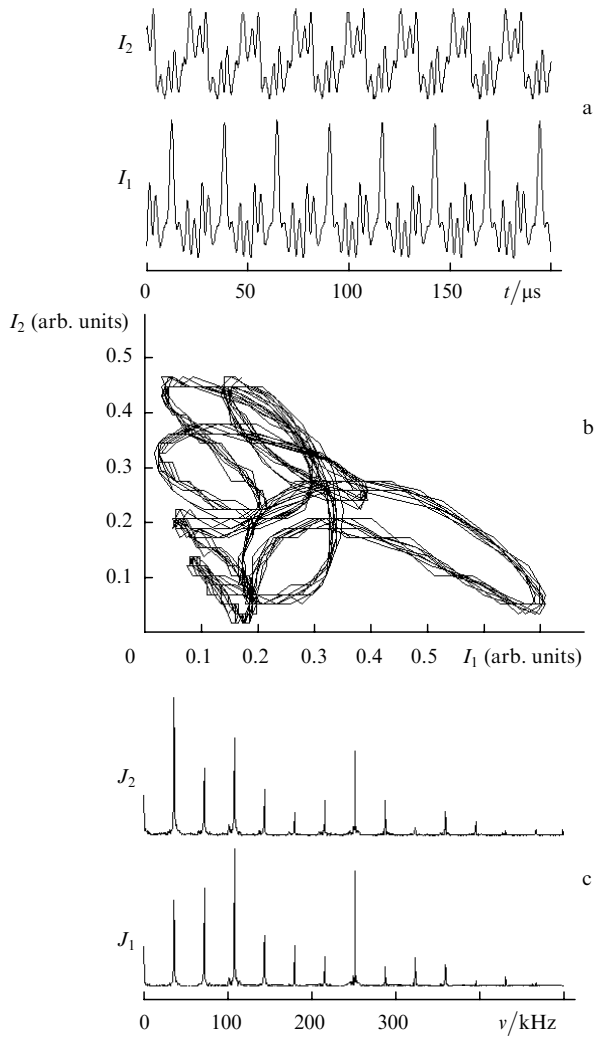 I₂
a
I₁
0 50 100 150 t/μs
I₂ (arb. units)
0.5
0.4
b
0.3
0.2
0.1
0 0.1 0.2 0.3 0.4 0.5 I₁ (arb. units)
J₂
c
J₁
0 100 200 300 ν/kHz